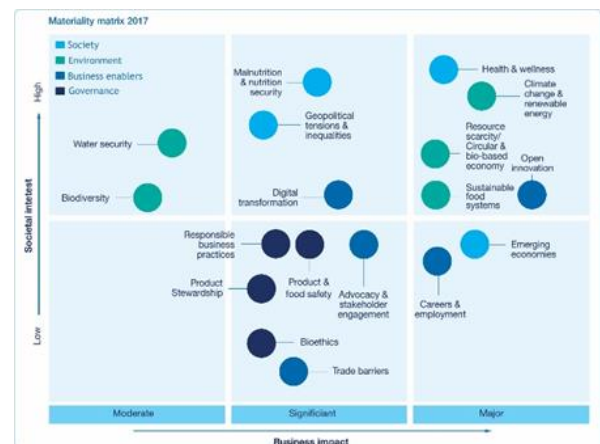 Materiality matrix 2017
Society
Environment
Business enablers
Governance
High
Societal intetest
Low
Malnutrition & nutrition
security
Geopolitical
tensions &
inequalities
Water security
Biodiversity
Digital
transformation
Health & wellness
Climate
change &
renewable
energy
Resource
scarcity/
Circular &
bio-based
economy
Open
innovation
Sustainable
food
systems
Responsible
business
practices
Product
Stewardship
Product &
food safety
Advocacy &
stakeholder
engagement
Bioethics
Trade barriers
Emerging
economies
Careers &
employment
Moderate
Significiant
Major
Business impact